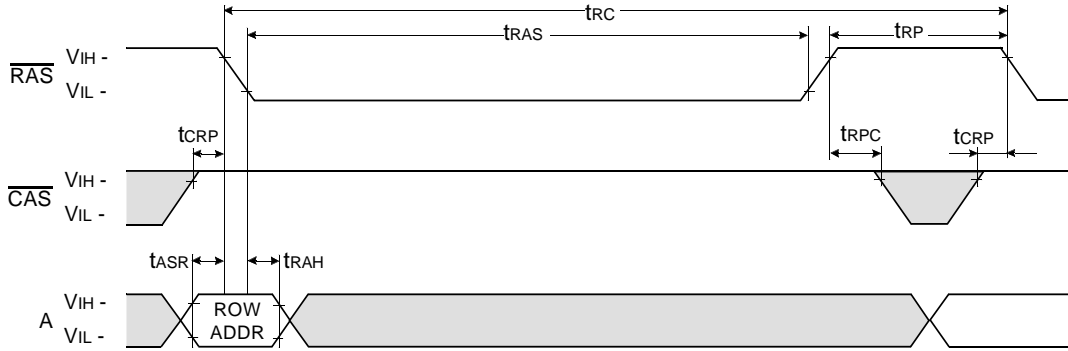 tRC
tRAS
tRP
RAS
VIH -
VIL -
tCRP
tRPC
tCRP
CAS
VIH -
VIL -
tASR
tRAH
A
VIH -
VIL -
ROW
ADDR